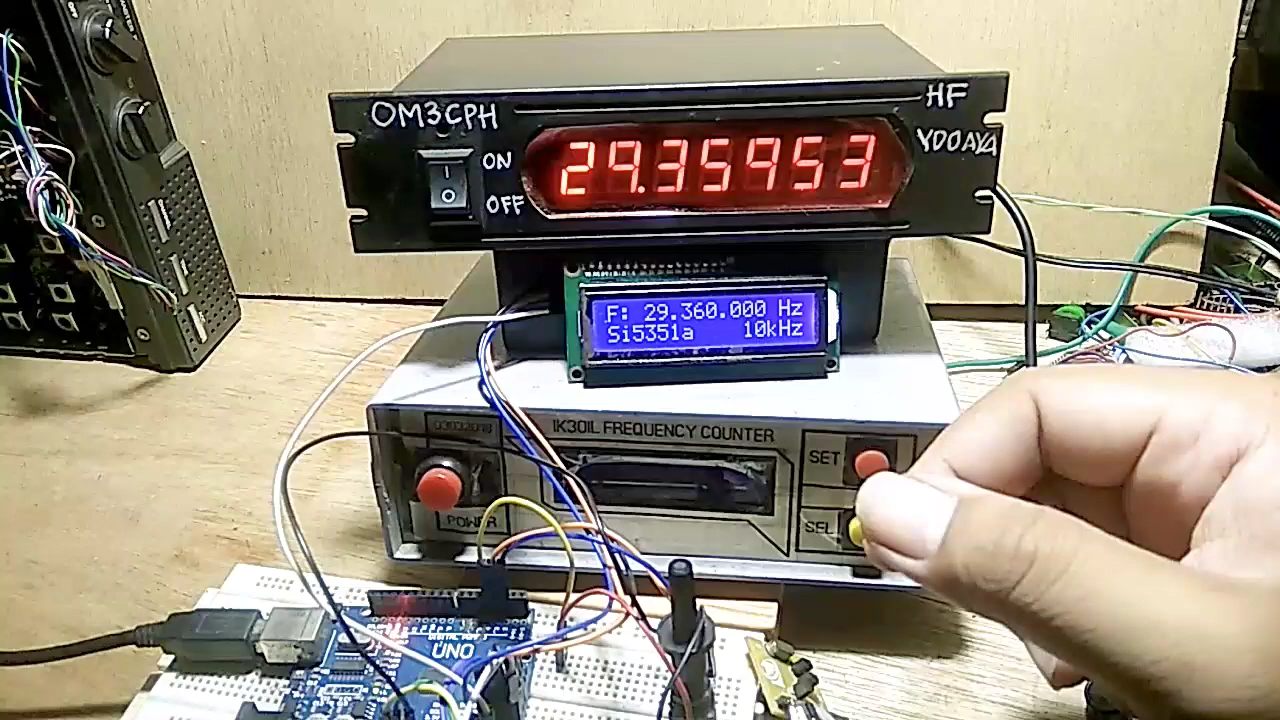 OM3CPH
HF
ON
OFF
YD0AYA
29.35953
F: 29.360.000 Hz
Si5351a 10kHz
IK3OIL FREQUENCY COUNTER
SET
POWER
SEL
UNO